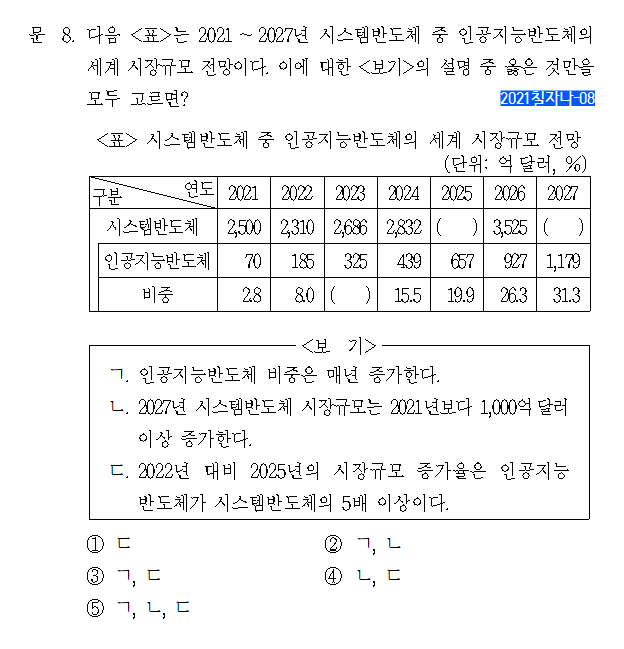 문 8. 다음 <표>는 2021 ~ 2027년 시스템반도체 중 인공지능반도체의
세계 시장규모 전망이다. 이에 대한 <보기>의 설명 중 옳은 것만을
모두 고르면?
2021칠자나-08
<표> 시스템반도체 중 인공지능반도체의 세계 시장규모 전망
(단위: 억 달러, %)
구분 연도 2021 2022 2023 2024 2025 2026 2027
시스템반도체 2,500 2,310 2,686 2,832 ( ) 3,525 ( )
인공지능반도체 70 185 325 439 657 927 1,179
비중 2.8 8.0 ( ) 15.5 19.9 26.3 31.3
<보 기>
ㄱ. 인공지능반도체 비중은 매년 증가한다.
ㄴ. 2027년 시스템반도체 시장규모는 2021년보다 1,000억 달러
이상 증가한다.
ㄷ. 2022년 대비 2025년의 시장규모 증가율은 인공지능
반도체가 시스템반도체의 5배 이상이다.
① ㄷ ② ㄱ, ㄴ
③ ㄱ, ㄷ ④ ㄴ, ㄷ
⑤ ㄱ, ㄴ, ㄷ